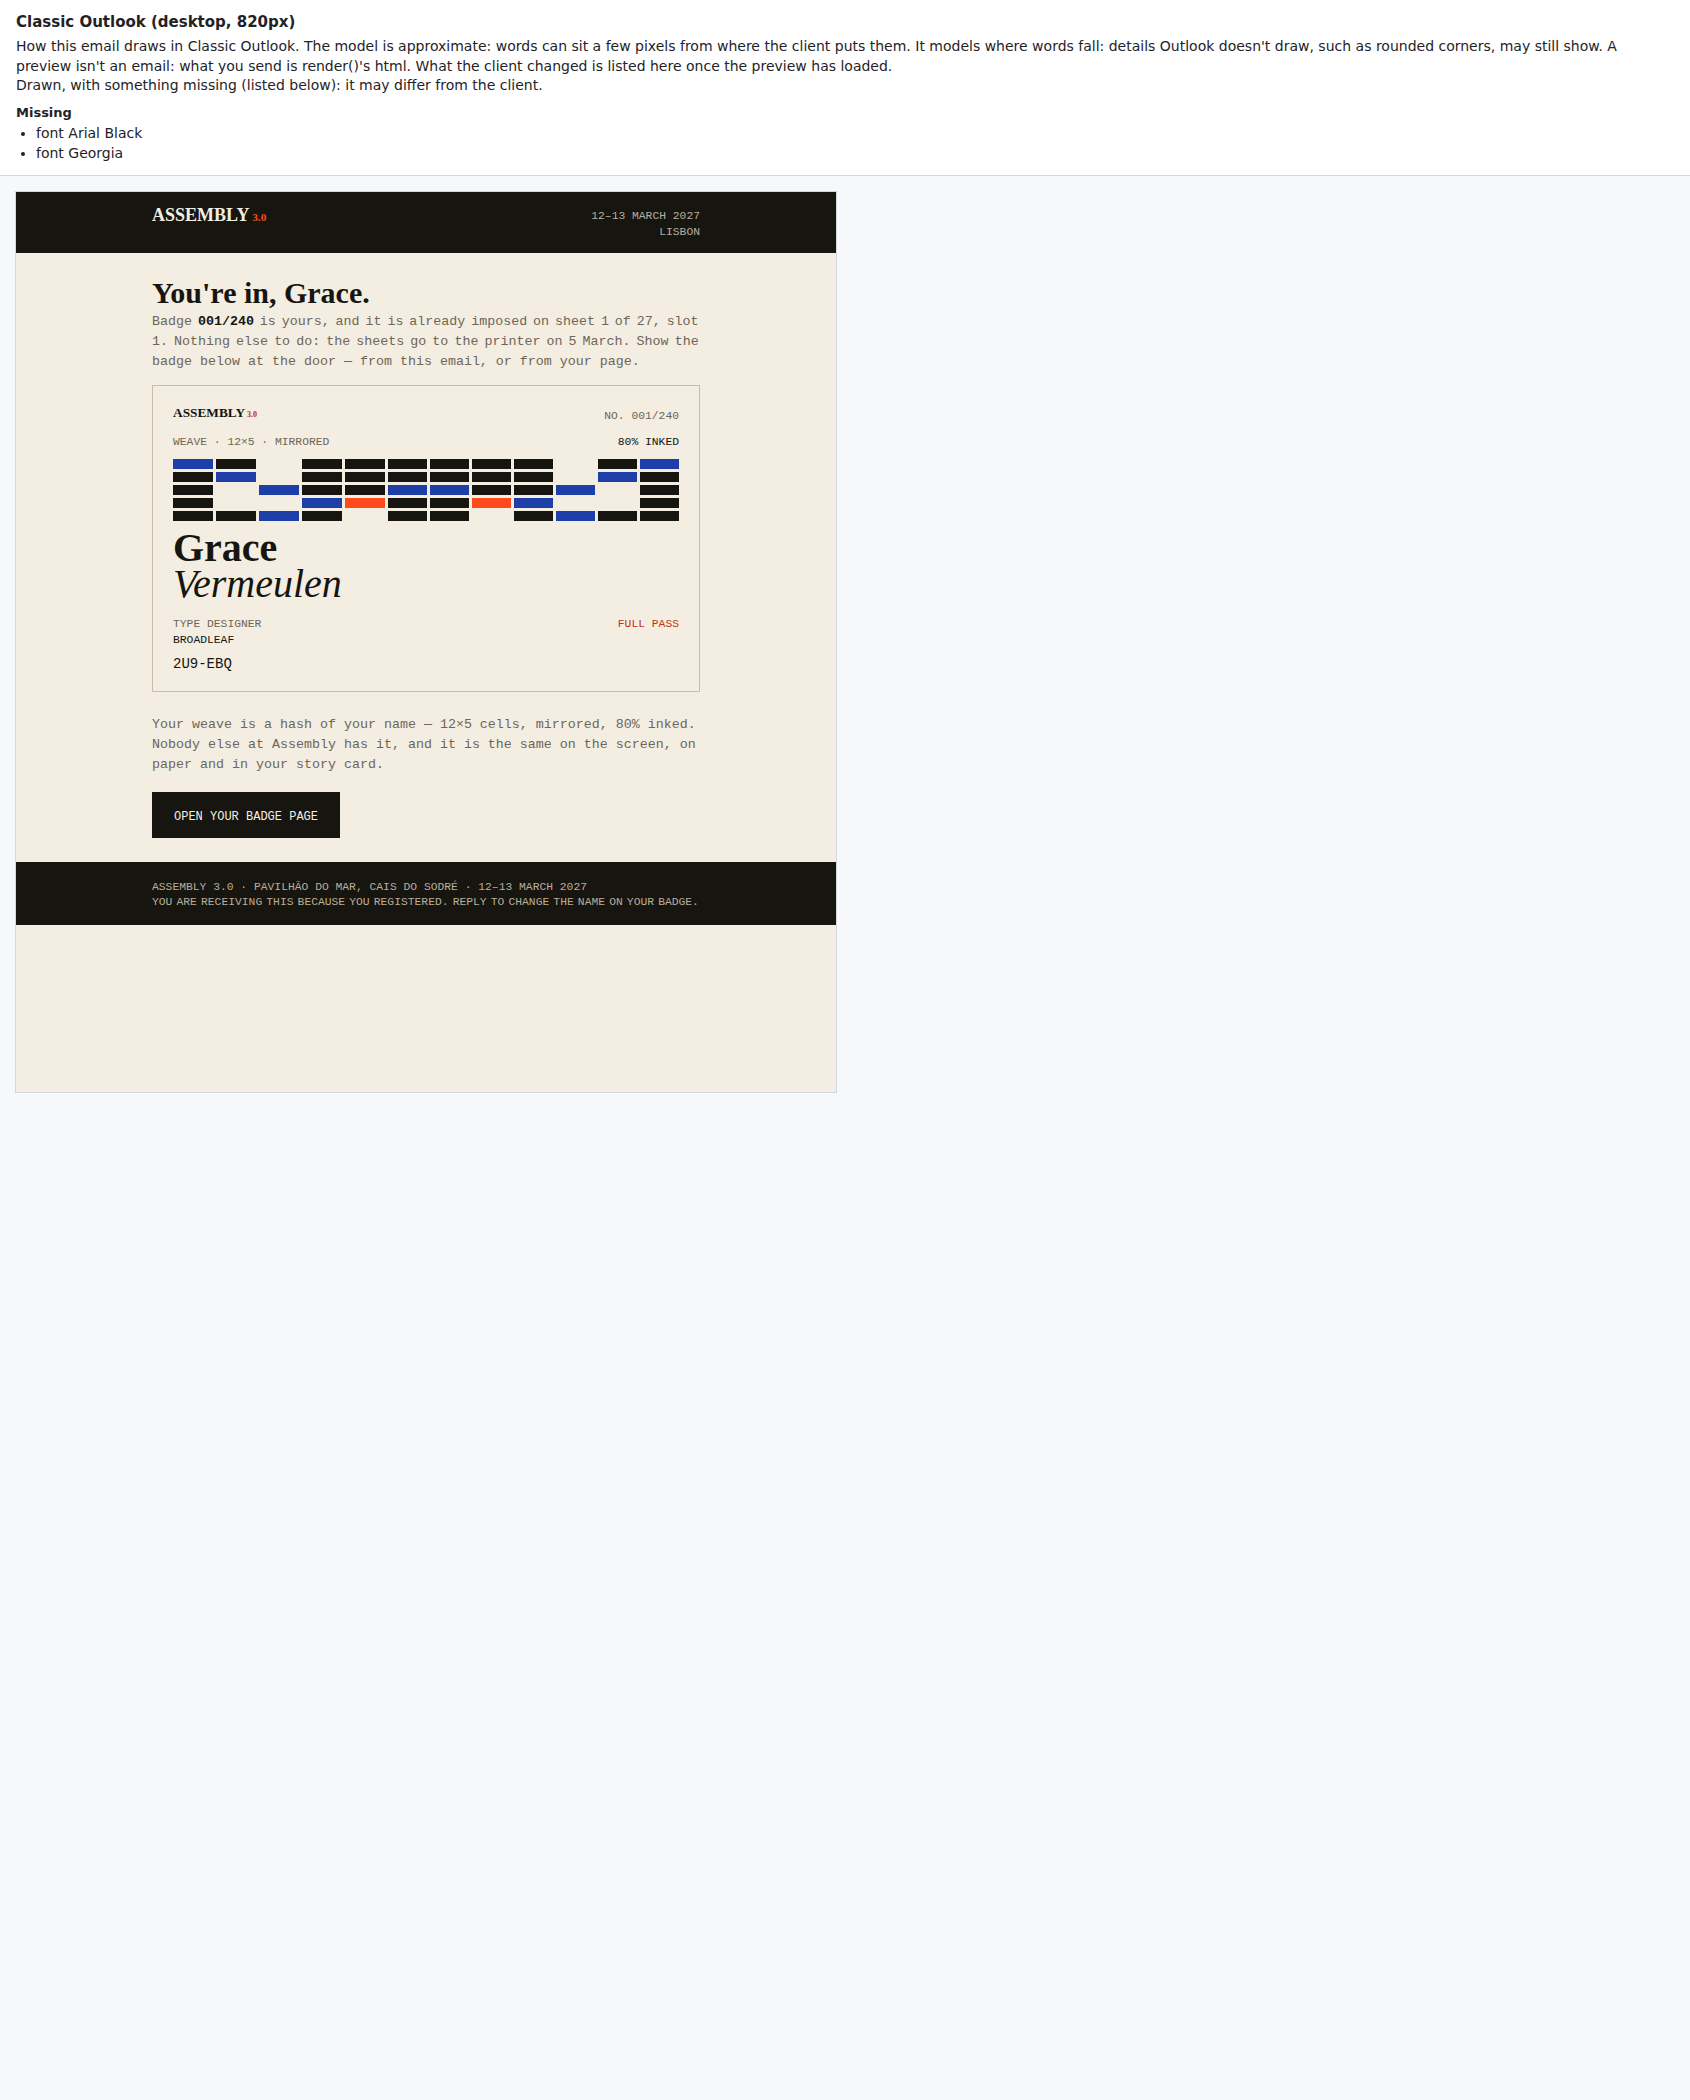 Classic Outlook (desktop, 820px)
How this email draws in Classic Outlook. The model is approximate: words can sit a few pixels from where the client puts them. It models where words fall: details Outlook doesn't draw, such as rounded corners, may still show. A
preview isn't an email: what you send is render()'s html. What the client changed is listed here once the preview has loaded.
Drawn, with something missing (listed below): it may differ from the client.
Missing
• font Arial Black
• font Georgia
ASSEMBLY 3.0
12–13 MARCH 2027
LISBON
You're in, Grace.
Badge 001/240 is yours, and it is already imposed on sheet 1 of 27, slot
1. Nothing else to do: the sheets go to the printer on 5 March. Show the
badge below at the door — from this email, or from your page.
ASSEMBLY 3.0
NO. 001/240
WEAVE · 12×5 · MIRRORED
80% INKED
Grace
Vermeulen
TYPE DESIGNER
FULL PASS
BROADLEAF
2U9-EBQ
Your weave is a hash of your name — 12×5 cells, mirrored, 80% inked.
Nobody else at Assembly has it, and it is the same on the screen, on
paper and in your story card.
OPEN YOUR BADGE PAGE
ASSEMBLY 3.0 · PAVILHÃO DO MAR, CAIS DO SODRÉ · 12–13 MARCH 2027
YOU ARE RECEIVING THIS BECAUSE YOU REGISTERED. REPLY TO CHANGE THE NAME ON YOUR BADGE.